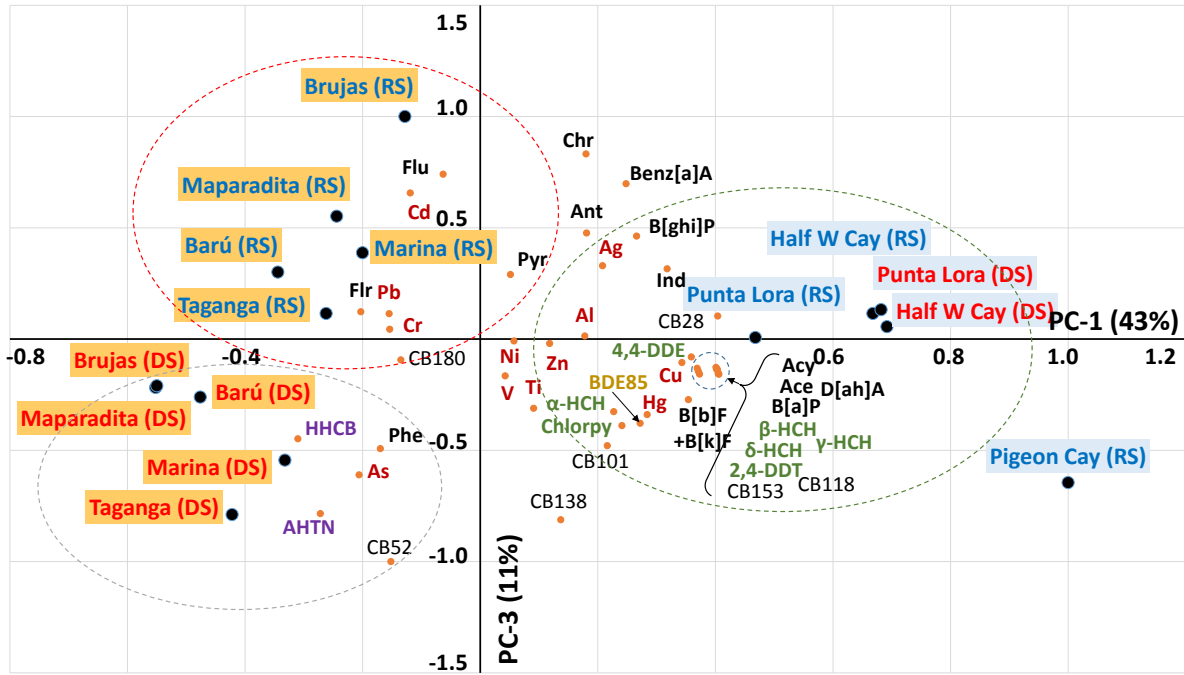 1.5
Brujas (RS)
1.0
Chr
Flu
Benz[a]A
Maparadita (RS)
Cd
0.5
Ant
B[ghi]P
Half W Cay (RS)
Barú (RS)
Marina (RS)
Ag
Pyr
Ind
Punta Lora (DS)
Taganga (RS)
Flr
Pb
Punta Lora (RS)
Half W Cay (DS)
Cr
Al
CB28
PC-1 (43%)
-0.8
-0.4
0.6
0.8
1.0
1.2
Brujas (DS)
CB180
Ni
Zn
4,4-DDE
Acy
Barú (DS)
V
Ti
BDE85
Cu
Ace
D[ah]A
Maparadita (DS)
α-HCH
Hg
B[a]P
HHCB
Phe
-0.5
Chlorpy
B[b]F
+B[k]F
β-HCH
γ-HCH
δ-HCH
Marina (DS)
As
CB101
2,4-DDT
Pigeon Cay (RS)
CB153
CB118
Taganga (DS)
AHTN
CB138
CB52
-1.0
PC-3 (11%)
-1.5